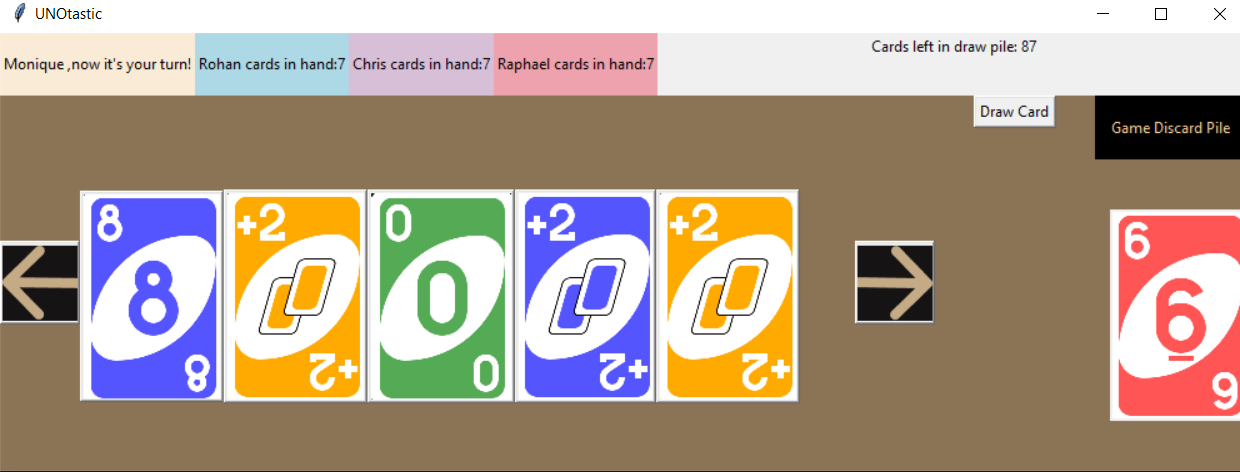 UNOtastic
Monique ,now it's your turn! Rohan cards in hand:7 Chris cards in hand:7 Raphael cards in hand:7
Cards left in draw pile: 87
Draw Card
Game Discard Pile
8 +2 0 +2 +2
8 0
8 +2 0 +2 +2
6
6
6